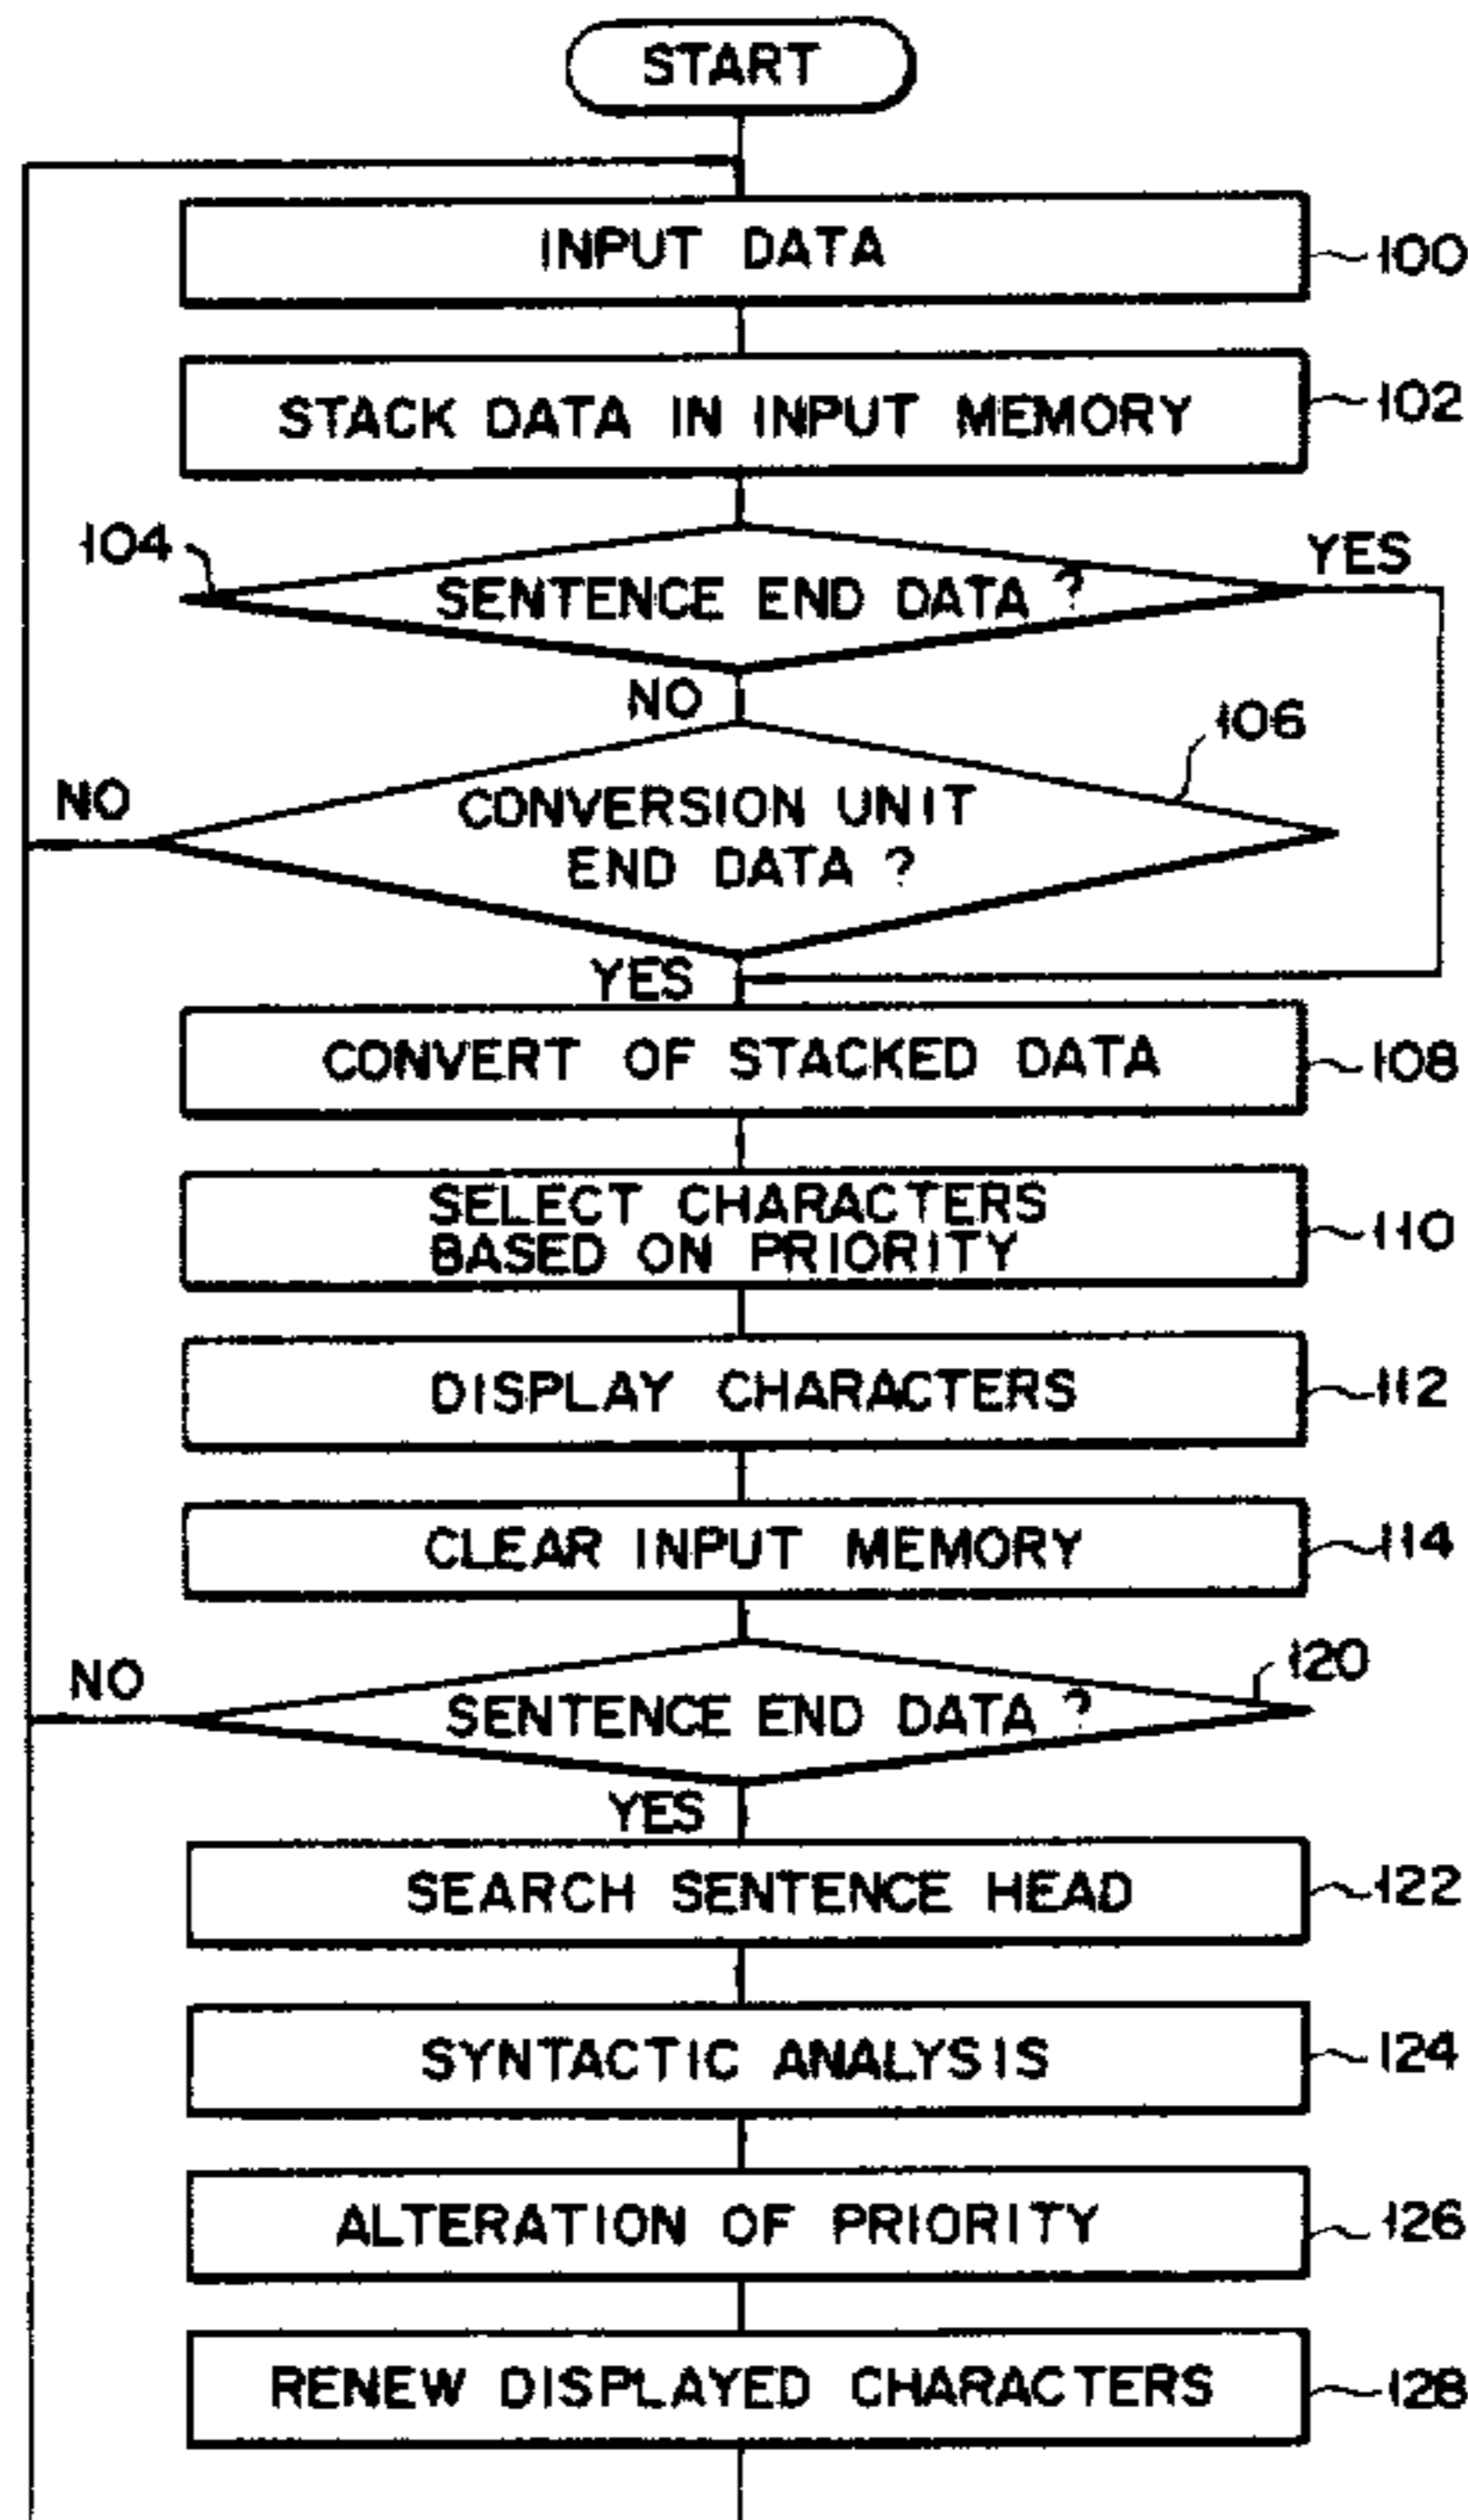 START
INPUT DATA
100
STACK DATA IN INPUT MEMORY
102
104
SENTENCE END DATA ?
YES
NO
106
NO
CONVERSION UNIT
END DATA ?
YES
CONVERT OF STACKED DATA
108
SELECT CHARACTERS
BASED ON PRIORITY
110
DISPLAY CHARACTERS
112
CLEAR INPUT MEMORY
114
NO
SENTENCE END DATA ?
120
YES
SEARCH SENTENCE HEAD
122
SYNTACTIC ANALYSIS
124
ALTERATION OF PRIORITY
126
RENEW DISPLAYED CHARACTERS
128